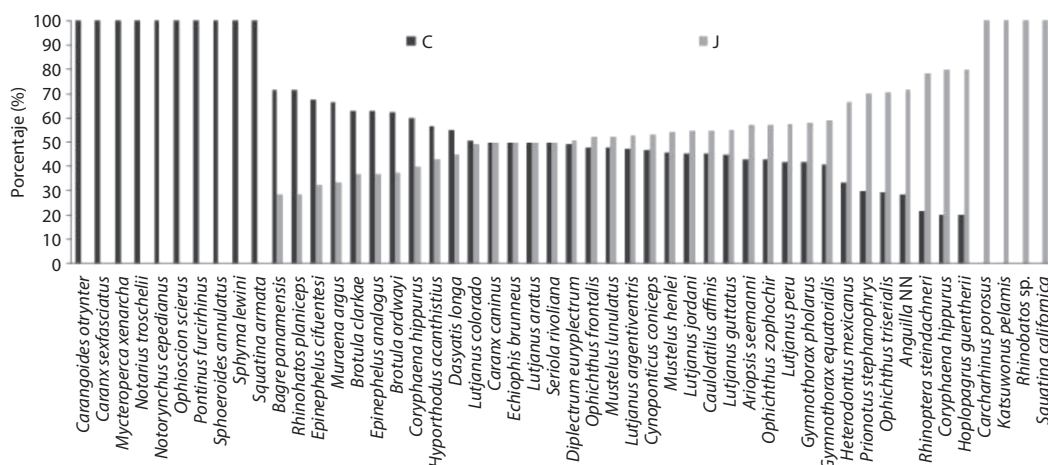 100
90
80
70
60
50
40
30
20
10
0
Porcentaje (%)
C
J
Carangoides otrynter
Caranx sexfasciatus
Mycteroperca xenarcha
Notarius troschelii
Notorynchus cepedianus
Ophioscion scierus
Pontinus furcirhinus
Sphoeroides annulatus
Sphyma lewini
Squatina armata
Bagre panamensis
Rhinohatos planiceps
Epinephelus cifuentesi
Muraena argus
Brotula clarkae
Epinephelus analogus
Brotula ordwayi
Coryphaena hippurus
Hyporthodus acanthistius
Dasyatis longa
Lutjanus colorado
Caranx caninus
Echiophis brunneus
Lutjanus aratus
Seriola rivoliana
Diplectrum euryplectrum
Ophichthus frontalis
Mustelus lunulatus
Lutjanus argentiventris
Cynoponticus coniceps
Mustelus henlei
Lutjanus jordani
Caulolatilus affinis
Lutjanus guttatus
Ariopsis seemanni
Ophichthus zophochir
Lutjanus peru
Gymnothorax pholarus
Gymnothorax equatorialis
Heterodontus mexicanus
Prionotus stephanophrys
Ophichthus triserialis
Anguilla NN
Rhinoptera steindachneri
Coryphaena hippurus
Hoplopagrus guentherii
Carcharhinus porosus
Katsuwonus pelamis
Rhinobatos sp.
Squatina californica